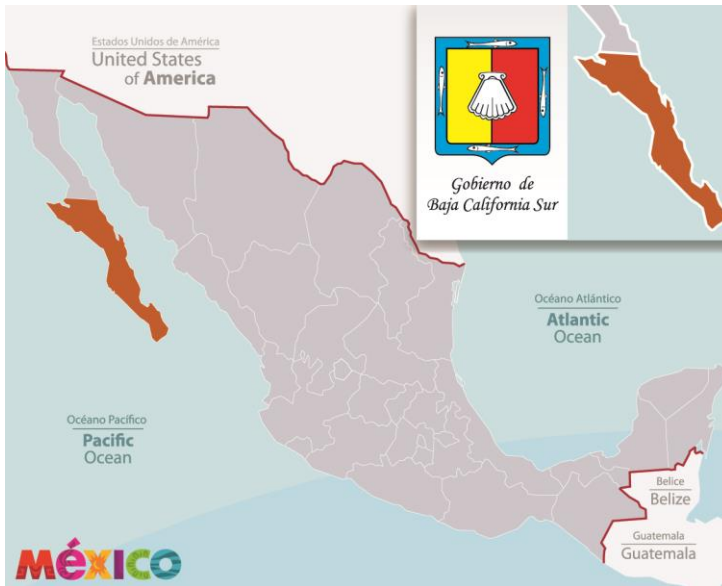 Estados Unidos de América
United States
of America
Gobierno de
Baja California Sur
Océano Atlántico
Atlantic
Ocean
Océano Pacífico
Pacific
Ocean
Belice
Belize
Guatemala
Guatemala
méxico